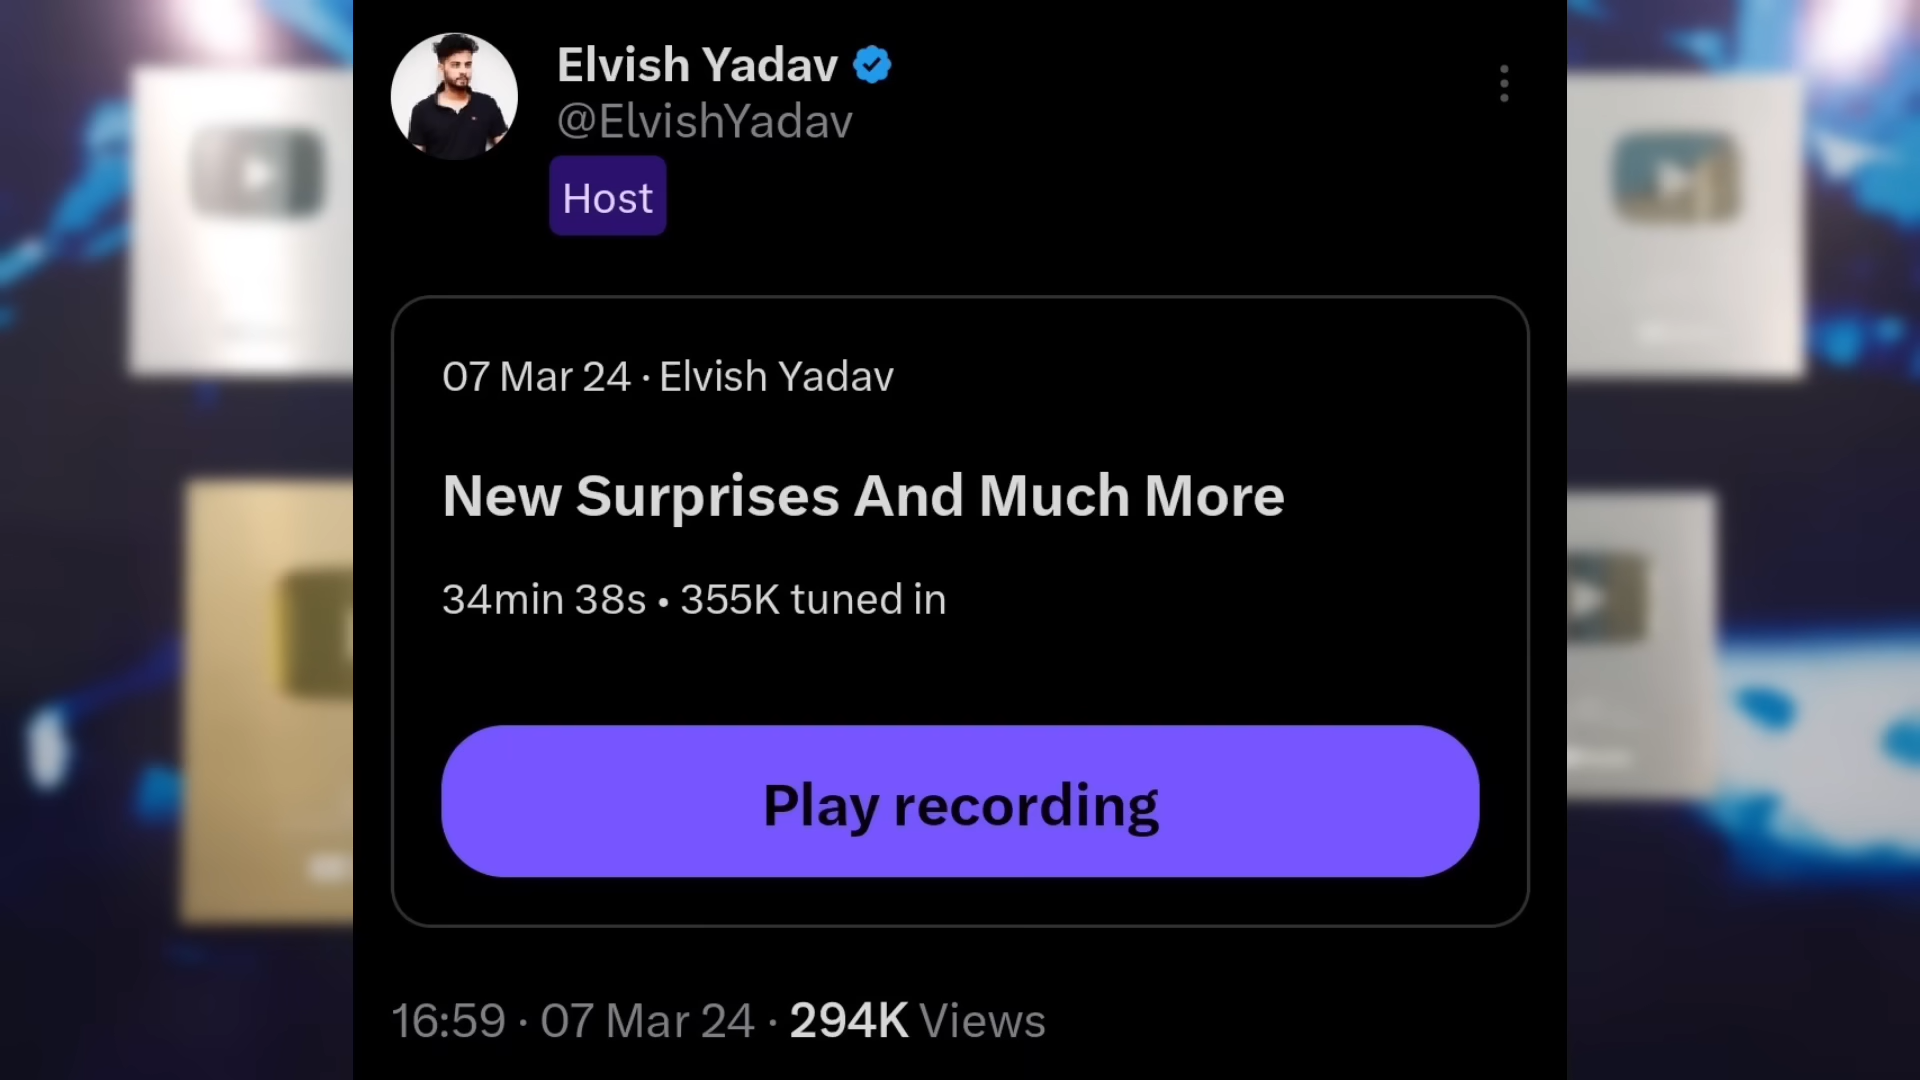 Elvish Yadav
@ElvishYadav
Host
07 Mar 24 · Elvish Yadav
New Surprises And Much More
34min 38s • 355K tuned in
Play recording
16:59 · 07 Mar 24 · 294K Views